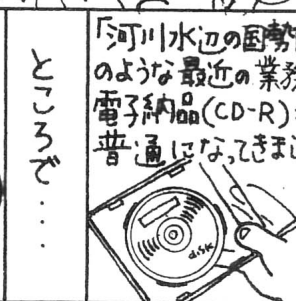 「河川水辺の国勢
のような最近の業務
電子納品(CD-R)
普通になってきまし
disk
ところで・・・